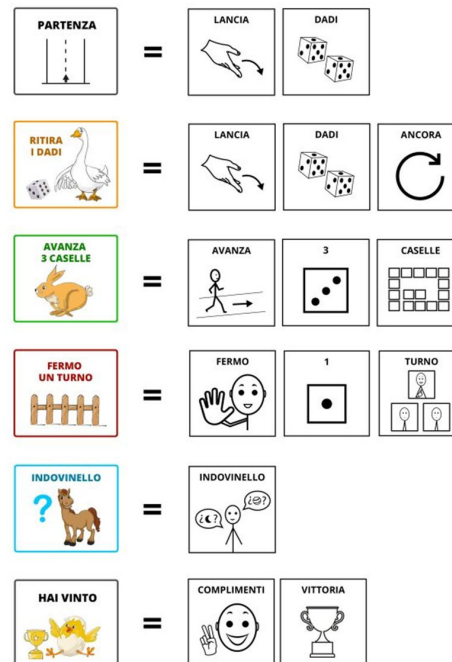 PARTENZA
=
LANCIA
DADI
RITIRA
I DADI
=
LANCIA
DADI
ANCORA
AVANZA
3 CASELLE
=
AVANZA
3
CASELLE
FERMO
UN TURNO
=
FERMO
1
TURNO
INDOVINELLO
?
=
INDOVINELLO
¿ ?
¿ ?
HAI VINTO
=
COMPLIMENTI
VITTORIA